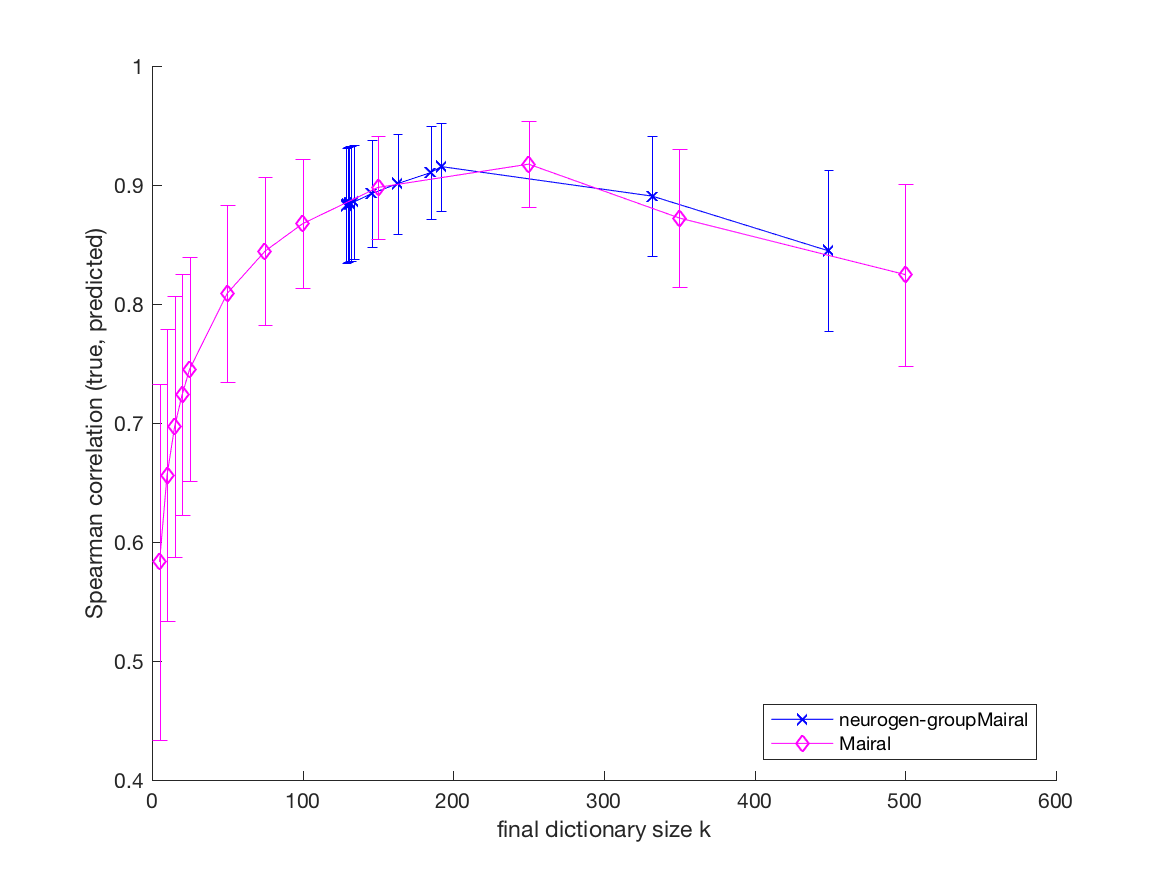 1
0.9
0.8
0.7
0.6
0.5
0.4
Spearman correlation (true, predicted)
0 100 200 300 400 500 600
final dictionary size k
neurogen-groupMairal
Mairal